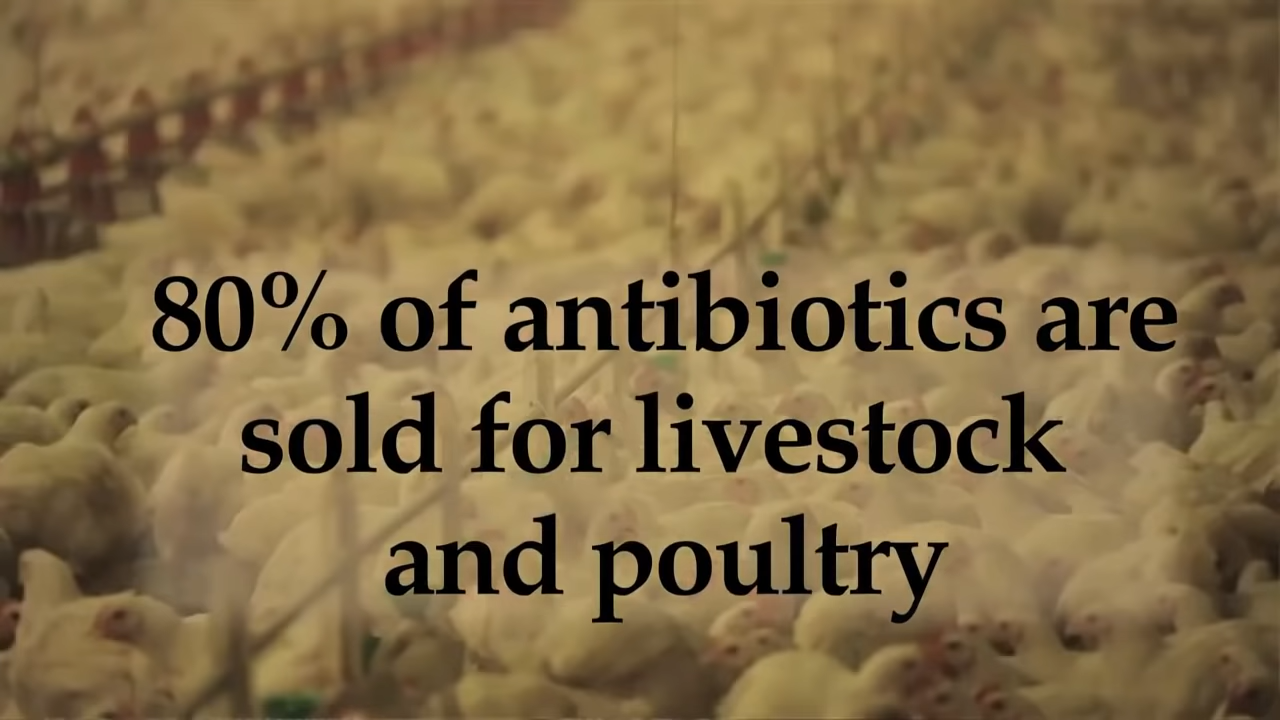 80% of antibiotics are
sold for livestock
and poultry